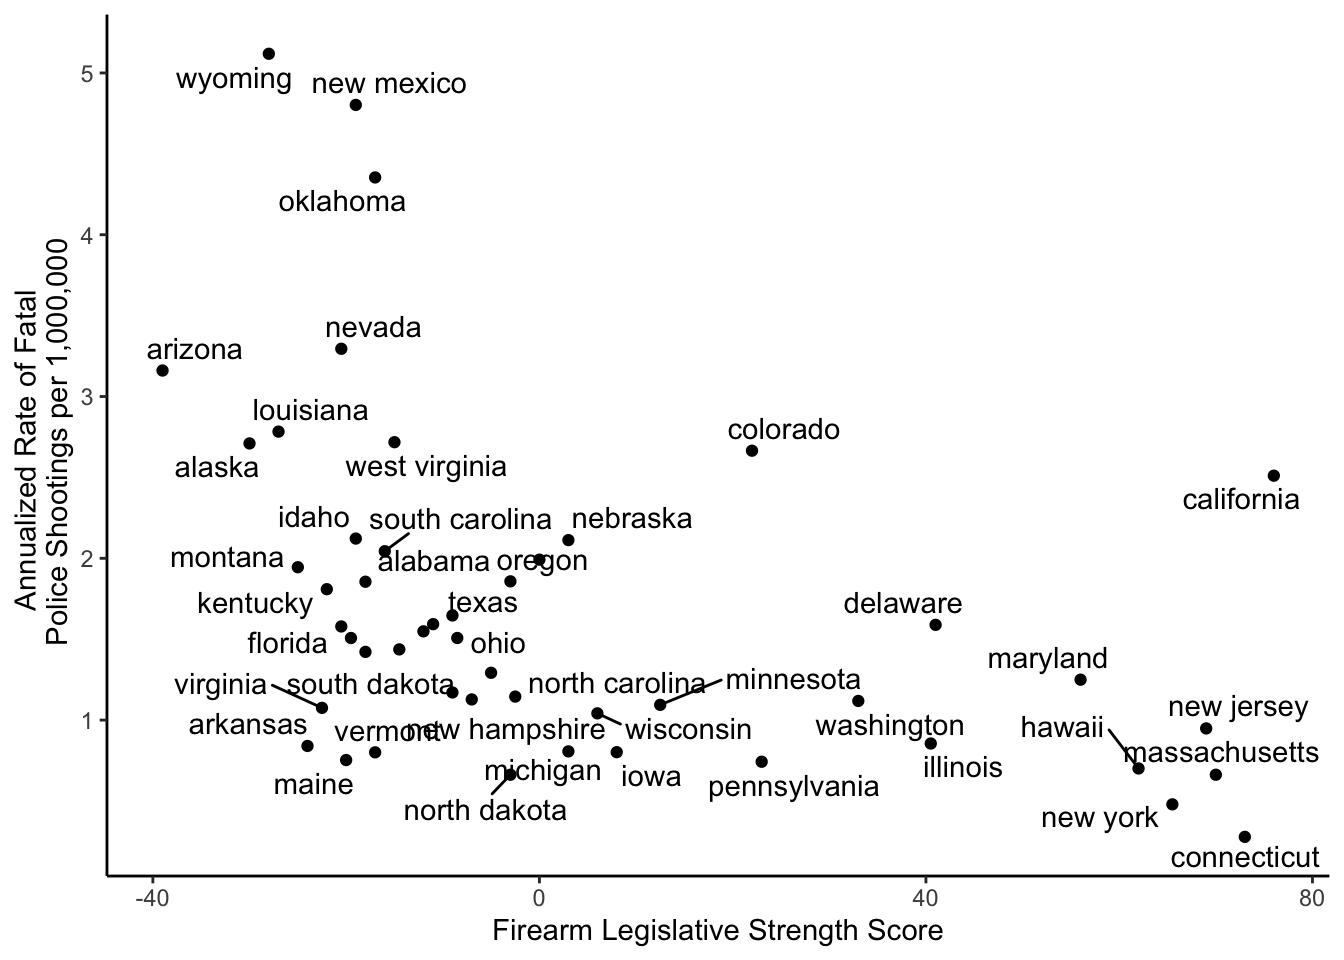 5
4
3
2
1
Annualized Rate of Fatal
Police Shootings per 1,000,000
wyoming
new mexico
oklahoma
nevada
arizona
louisiana
colorado
alaska
west virginia
california
idaho
south carolina
nebraska
montana
alabama
oregon
kentucky
texas
delaware
florida
ohio
maryland
virginia
south dakota
north carolina
minnesota
new jersey
arkansas
vermont
new hampshire
wisconsin
washington
hawaii
massachusetts
maine
michigan
iowa
illinois
pennsylvania
north dakota
new york
connecticut
-40
0
40
80
Firearm Legislative Strength Score